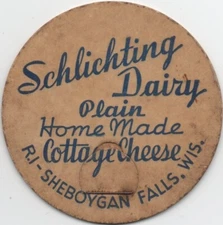 Schlichting
Dairy
Plain
Home Made
Cottage Cheese
R.1 - SHEBOYGAN FALLS, WIS.